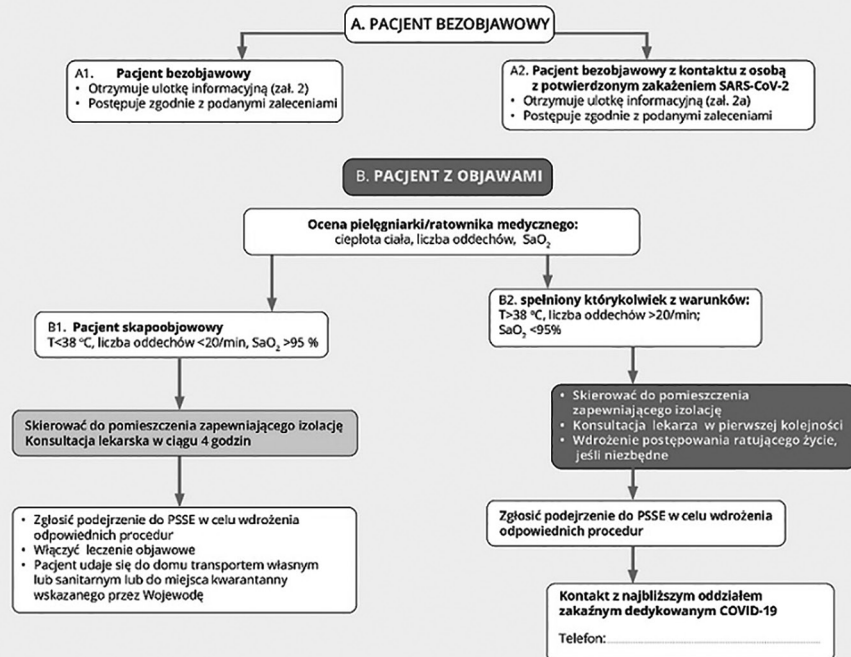 A. PACJENT BEZOBJAWOWY
A1. Pacjent bezobjawowy
• Otrzymuje ulotkę informacyjną (zał. 2)
• Postępuje zgodnie z podanymi zaleceniami
A2. Pacjent bezobjawowy z kontaktu z osobą
z potwierdzonym zakażeniem SARS-CoV-2
• Otrzymuje ulotkę informacyjną (zał. 2a)
• Postępuje zgodnie z podanymi zaleceniami
B. PACJENT Z OBJAWAMI
Ocena pielęgniarki/ratownika medycznego:
ciepłota ciała, liczba oddechów, SaO₂
B1. Pacjent skąpoobjowowy
T<38 °C, liczba oddechów <20/min, SaO₂ >95 %
B2. spełniony którykolwiek z warunków:
T>38 °C, liczba oddechów >20/min;
SaO₂ <95%
Skierować do pomieszczenia zapewniającego izolację
Konsultacja lekarska w ciągu 4 godzin
• Skierować do pomieszczenia
zapewniającego izolację
• Konsultacja lekarza w pierwszej kolejności
• Wdrożenie postępowania ratującego życie,
jeśli niezbędne
• Zgłosić podejrzenie do PSSE w celu wdrożenia
odpowiednich procedur
• Włączyć leczenie objawowe
• Pacjent udaje się do domu transportem własnym
lub sanitarnym lub do miejsca kwarantanny
wskazanego przez Wojewodę
Zgłosić podejrzenie do PSSE w celu wdrożenia
odpowiednich procedur
Kontakt z najbliższym oddziałem
zakaźnym dedykowanym COVID-19
Telefon: